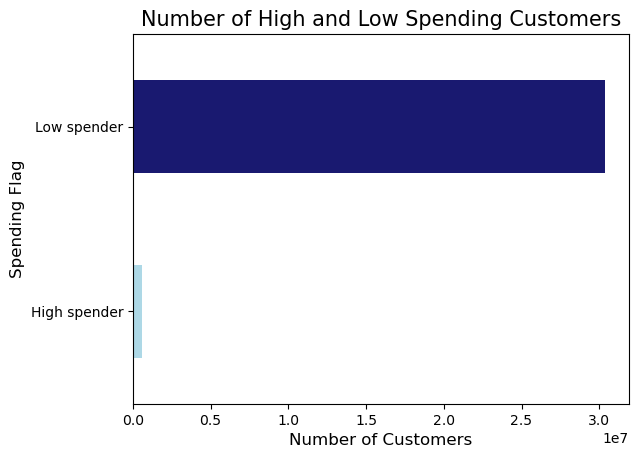 Number of High and Low Spending Customers
Spending Flag
Low spender
High spender
0.0 0.5 1.0 1.5 2.0 2.5 3.0
1e7
Number of Customers